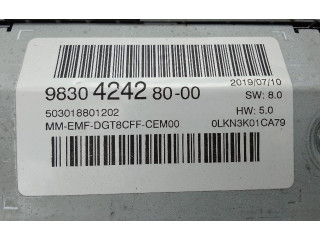 2019/07/10
9830 4242 80-00
SW: 8.0
503018801202
HW: 5.0
MM-EMF-DGT8CFF-CEM00
0LKN3K01CA79